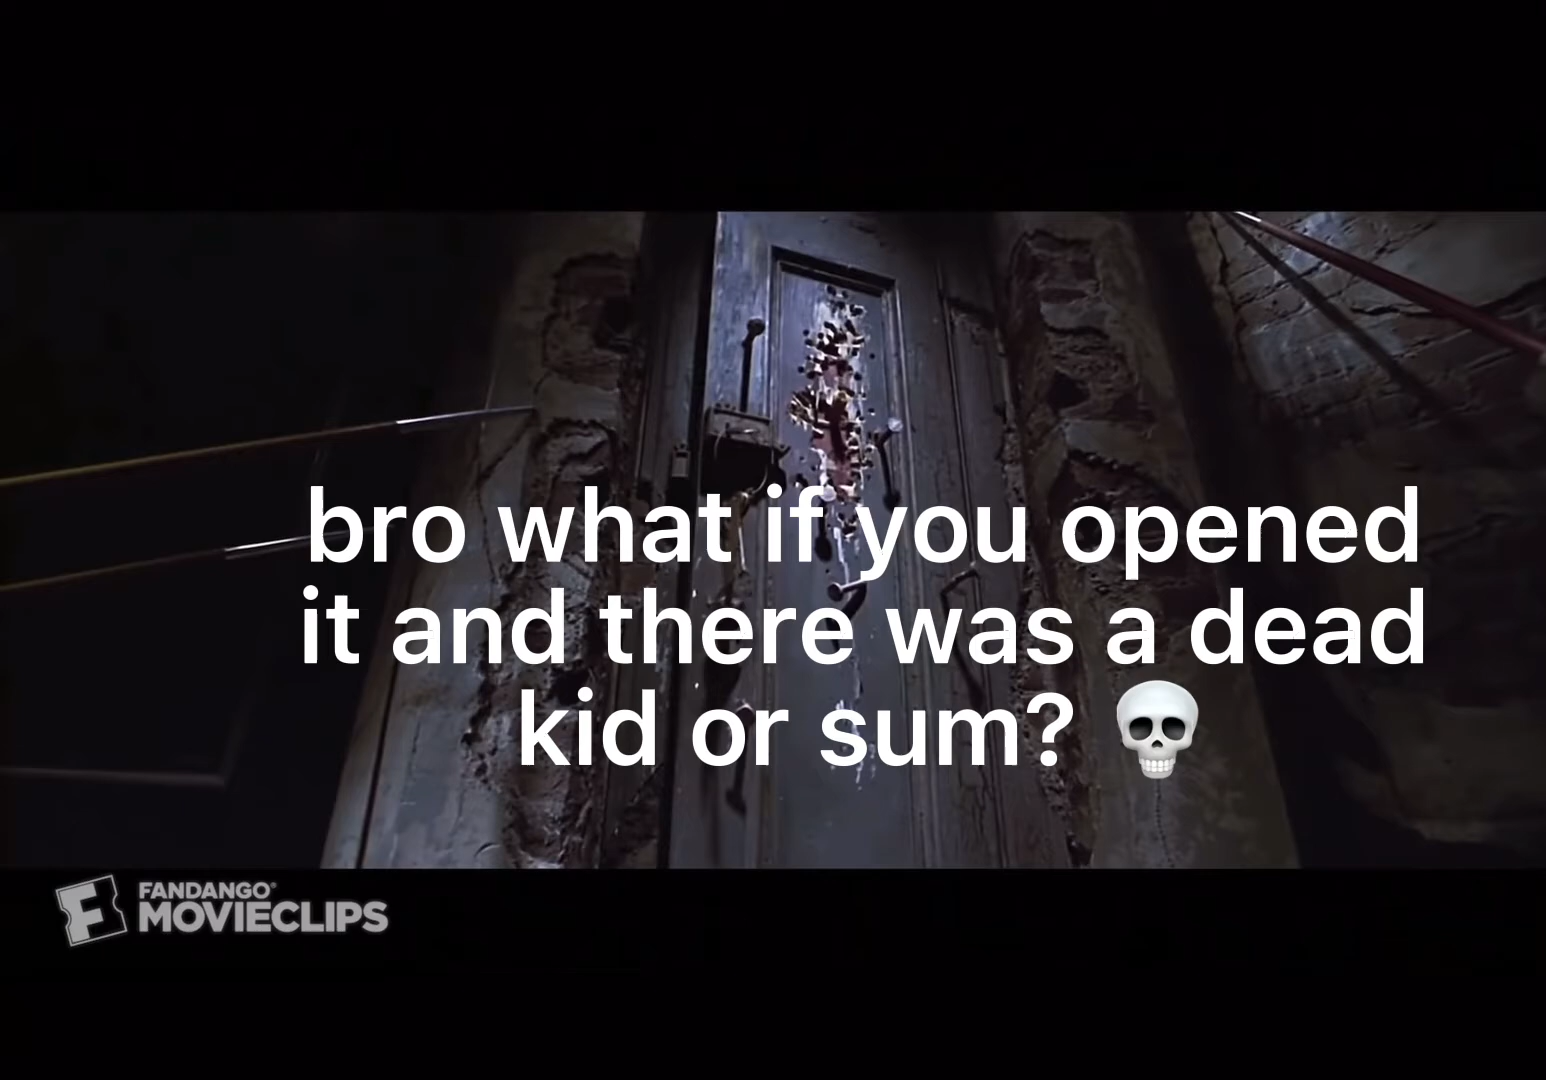 bro what if you opened
it and there was a dead
kid or sum? 💀
FANDANGO
MOVIECLIPS